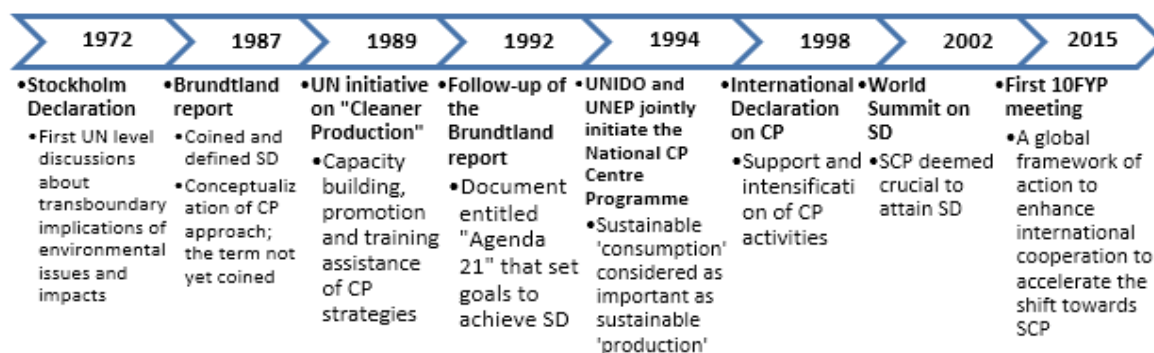 1972
1987
1989
1992
1994
1998
2002
2015
•Stockholm
Declaration
•First UN level
discussions
about
transboundary
implications of
environmental
issues and
impacts
•Brundtland
report
•Coined and
defined SD
•Conceptualiz
ation of CP
approach;
the term not
yet coined
•UN initiative
on "Cleaner
Production"
•Capacity
building,
promotion
and training
assistance
of CP
strategies
•Follow-up of
the
Brundtland
report
•Document
entitled
"Agenda
21" that set
goals to
achieve SD
•UNIDO and
UNEP jointly
initiate the
National CP
Centre
Programme
•Sustainable
'consumption'
considered as
important as
sustainable
'production'
•International
Declaration
on CP
•Support and
intensificati
on of CP
activities
•World
Summit on
SD
•SCP deemed
crucial to
attain SD
•First 10FYP
meeting
•A global
framework of
action to
enhance
international
cooperation to
accelerate the
shift towards
SCP